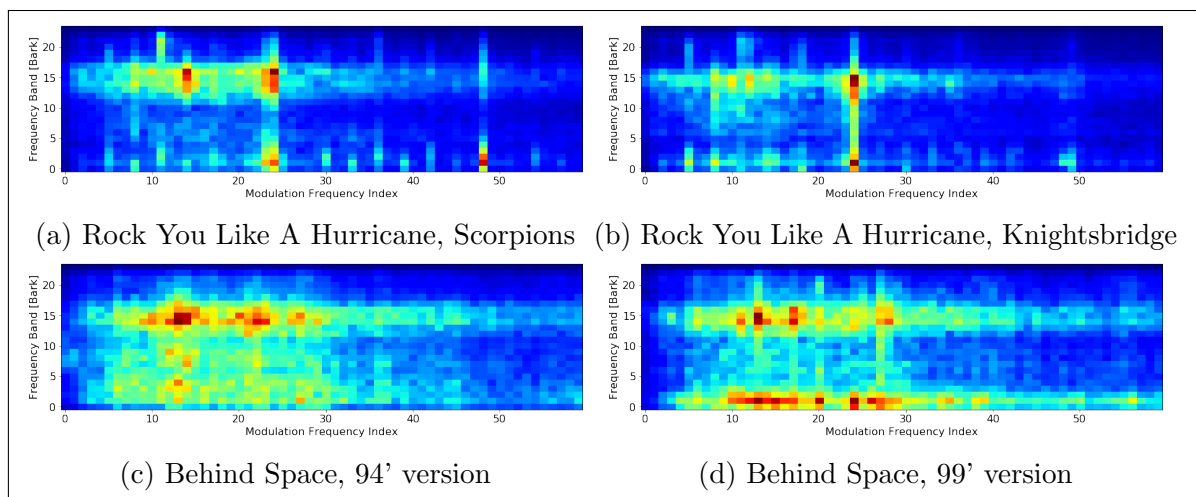 Frequency Band [Bark]
20
15
10
5
0
0 10 20 30 40 50
Modulation Frequency Index
Frequency Band [Bark]
20
15
10
5
0
0 10 20 30 40 50
Modulation Frequency Index
(a) Rock You Like A Hurricane, Scorpions
(b) Rock You Like A Hurricane, Knightsbridge
Frequency Band [Bark]
20
15
10
5
0
0 10 20 30 40 50
Modulation Frequency Index
Frequency Band [Bark]
20
15
10
5
0
0 10 20 30 40 50
Modulation Frequency Index
(c) Behind Space, 94' version
(d) Behind Space, 99' version